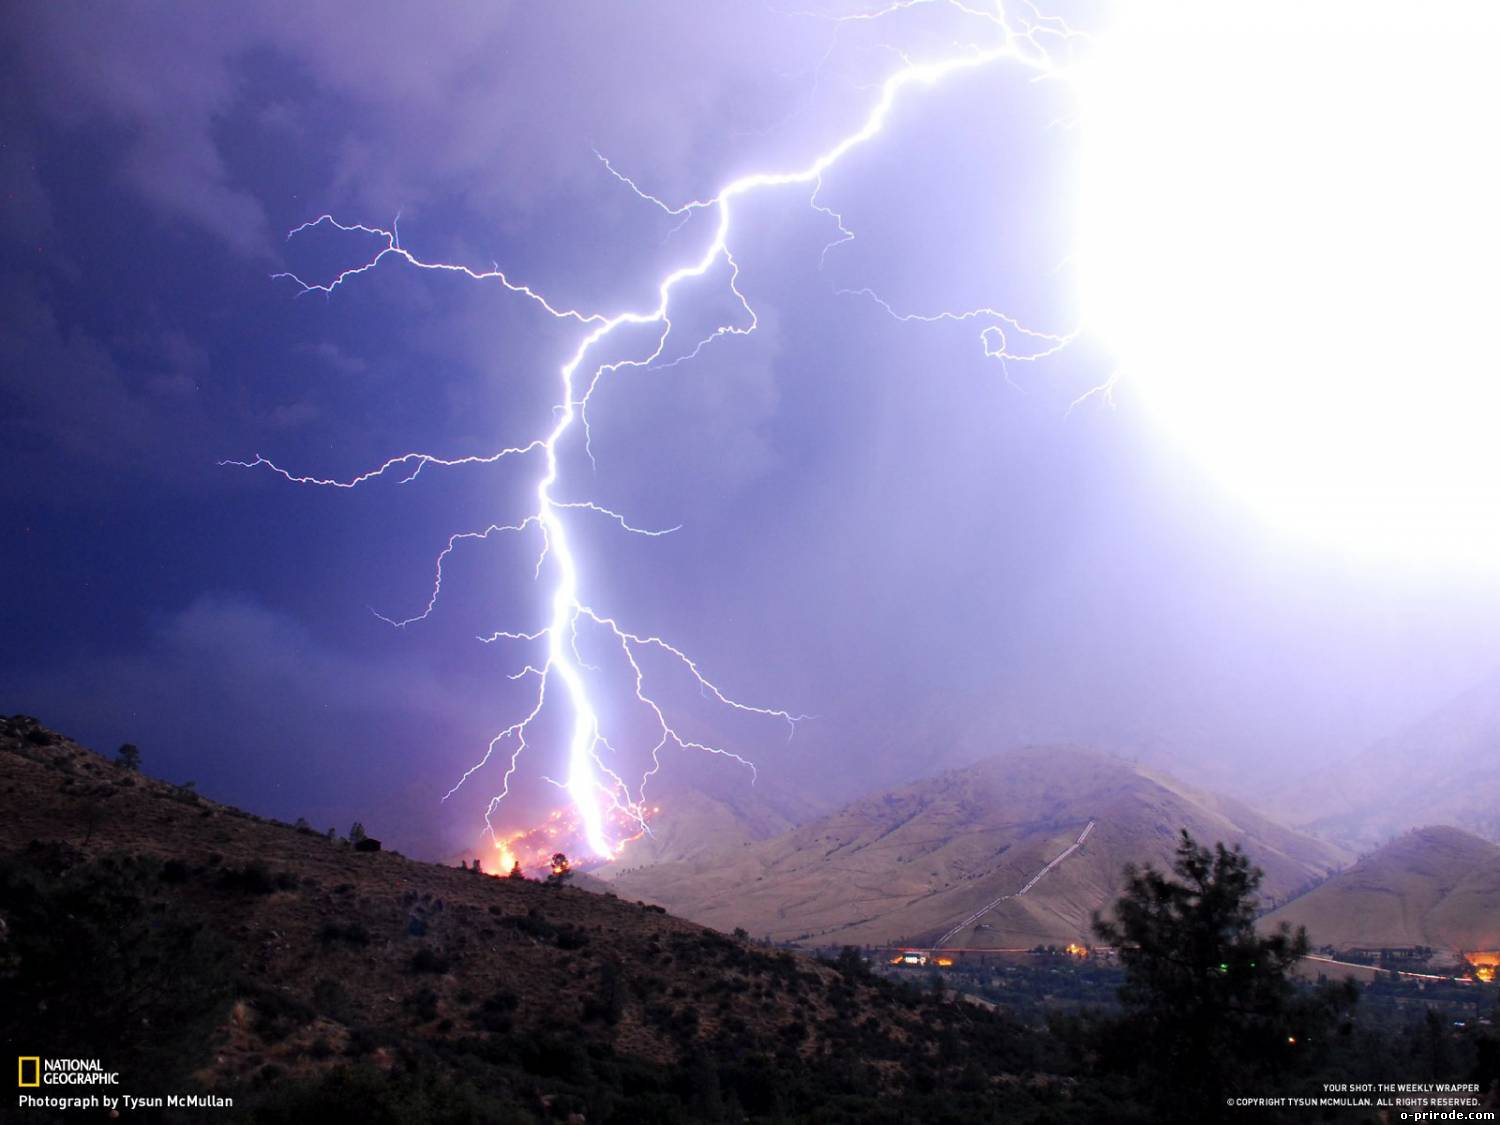 NATIONAL
GEOGRAPHIC
Photograph by Tysun McMullan
YOUR SHOT: THE WEEKLY WRAPPER
© COPYRIGHT TYSUN MCMULLAN. ALL RIGHTS RESERVED.
o-prirode.com